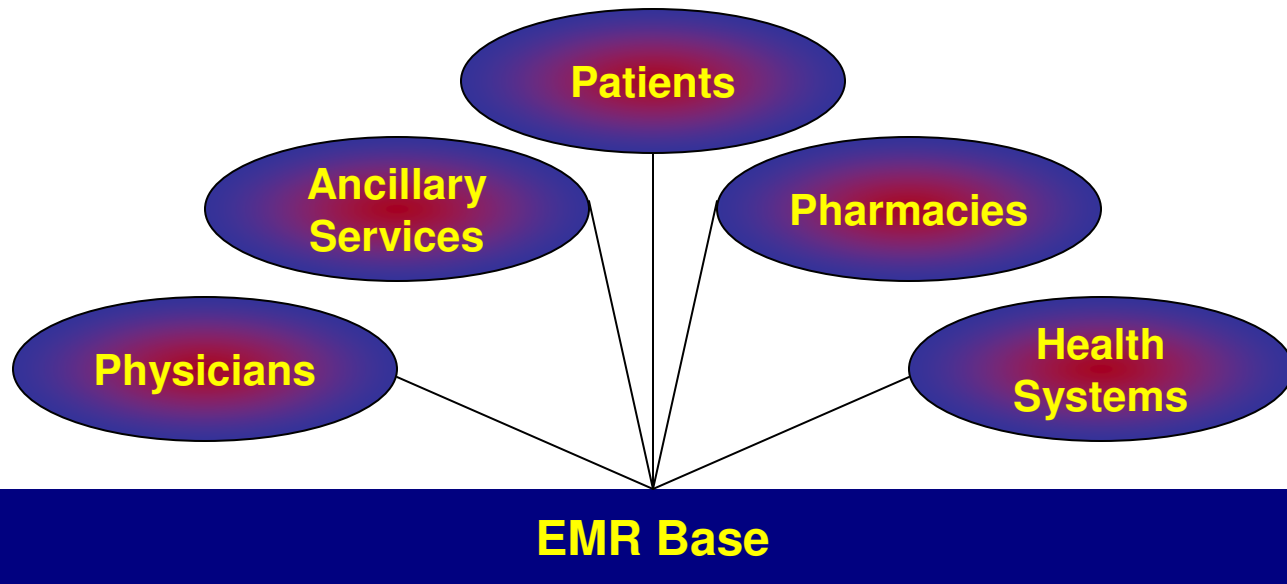 Patients
Ancillary
Services
Pharmacies
Physicians
Health
Systems
EMR Base